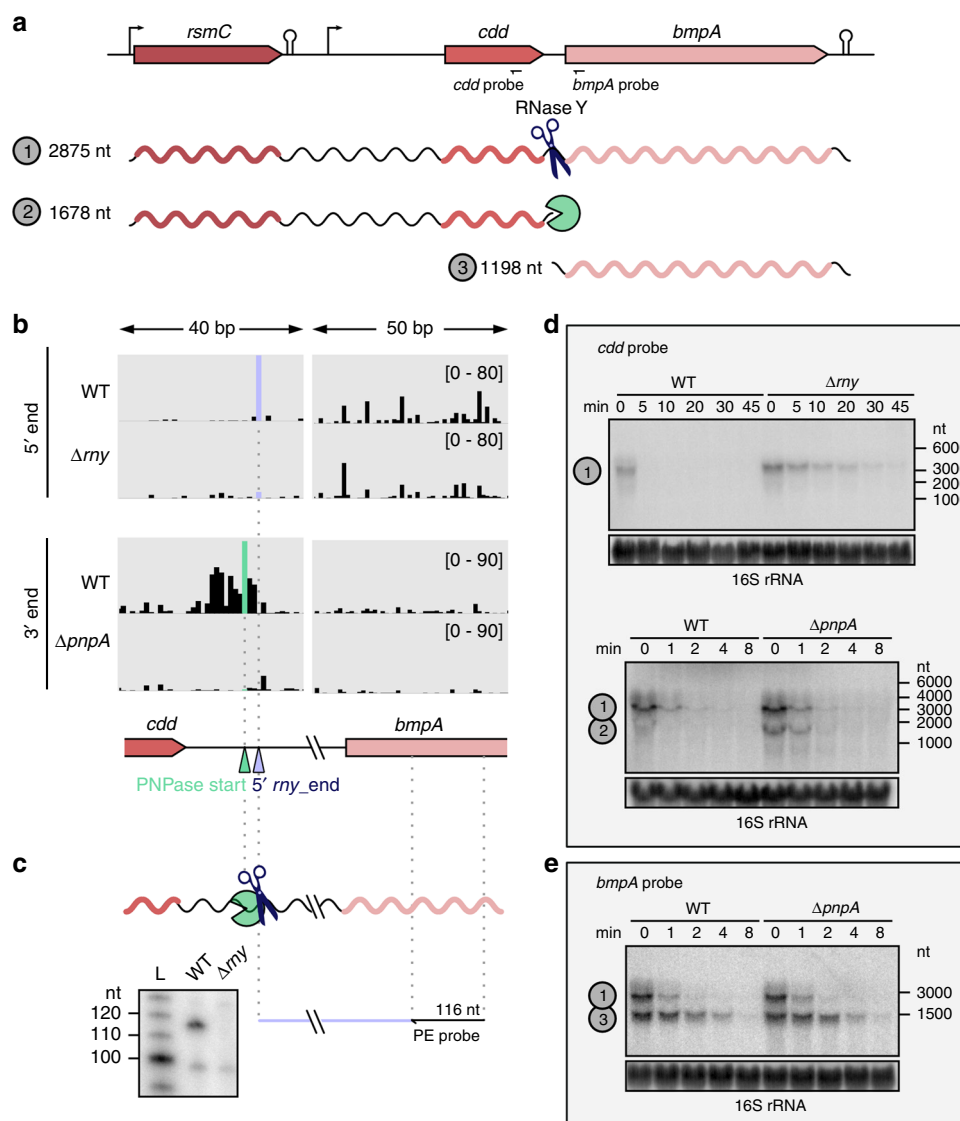 a
rsmC cdd bmpA
cdd probe bmpA probe
RNase Y
1 2875 nt
2 1678 nt
3 1198 nt
b
40 bp 50 bp
5′ end
WT [0 - 80]
Δrny [0 - 80]
3′ end
WT [0 - 90]
ΔpnpA [0 - 90]
cdd bmpA
PNPase start 5′ rny_end
c
L WT Δrny
nt
120
110
100
116 nt
PE probe
d
cdd probe
WT Δrny
min 0 5 10 20 30 45 0 5 10 20 30 45
nt
600
1 300
200
100
16S rRNA
WT ΔpnpA
min 0 1 2 4 8 0 1 2 4 8
nt
6000
4000
1 3000
2 2000
1000
16S rRNA
e
bmpA probe
WT ΔpnpA
min 0 1 2 4 8 0 1 2 4 8
nt
1 3000
3 1500
16S rRNA